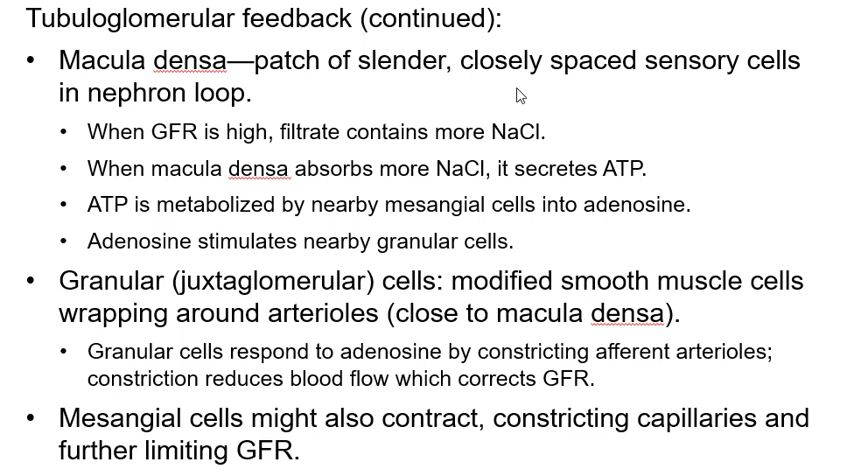 Tubuloglomerular feedback (continued):
• Macula densa—patch of slender, closely spaced sensory cells
in nephron loop.
• When GFR is high, filtrate contains more NaCl.
• When macula densa absorbs more NaCl, it secretes ATP.
• ATP is metabolized by nearby mesangial cells into adenosine.
• Adenosine stimulates nearby granular cells.
• Granular (juxtaglomerular) cells: modified smooth muscle cells
wrapping around arterioles (close to macula densa).
• Granular cells respond to adenosine by constricting afferent arterioles;
constriction reduces blood flow which corrects GFR.
• Mesangial cells might also contract, constricting capillaries and
further limiting GFR.